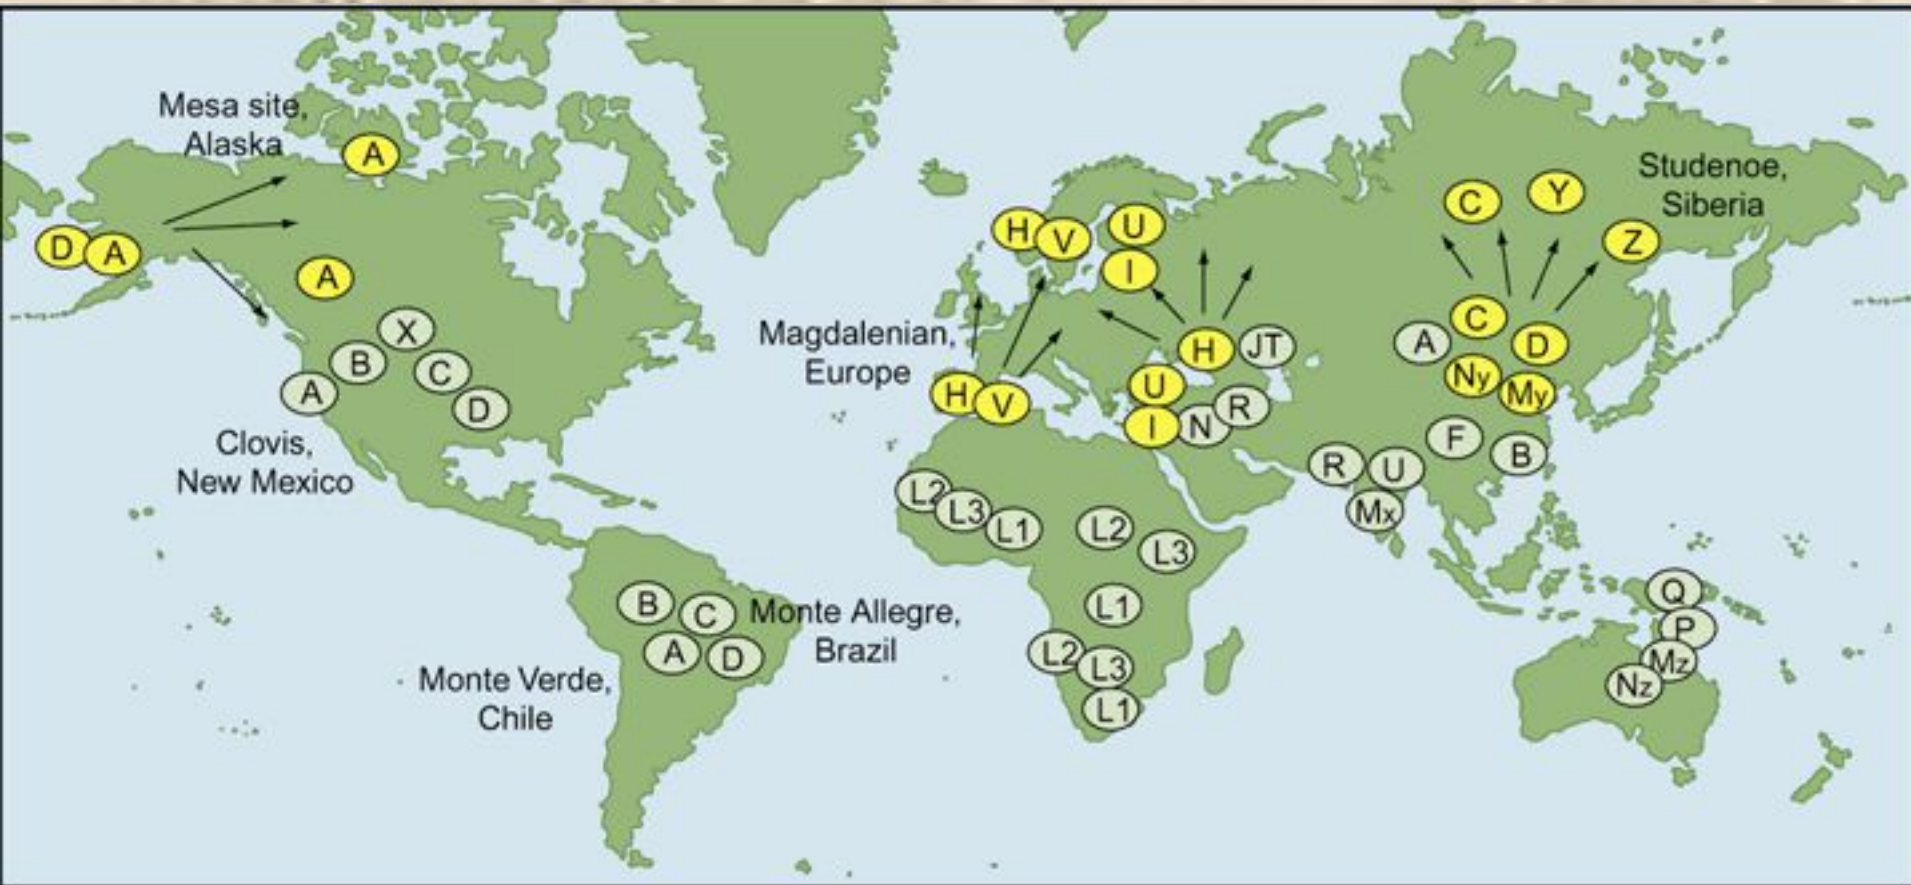 Mesa site,
Alaska
A
D A
A
X
B
C
A
D
Clovis,
New Mexico
B C
A D
Monte Allegre,
Brazil
Monte Verde,
Chile
Magdalenian,
Europe
H V
U
I
H V
H JT
U
I N R
L2 L3 L1
L2 L3
L1
L2 L3
L1
Studenoe,
Siberia
C Y
Z
C
A D
Ny My
F B
R U
Mx
Q
P
Mz
Nz